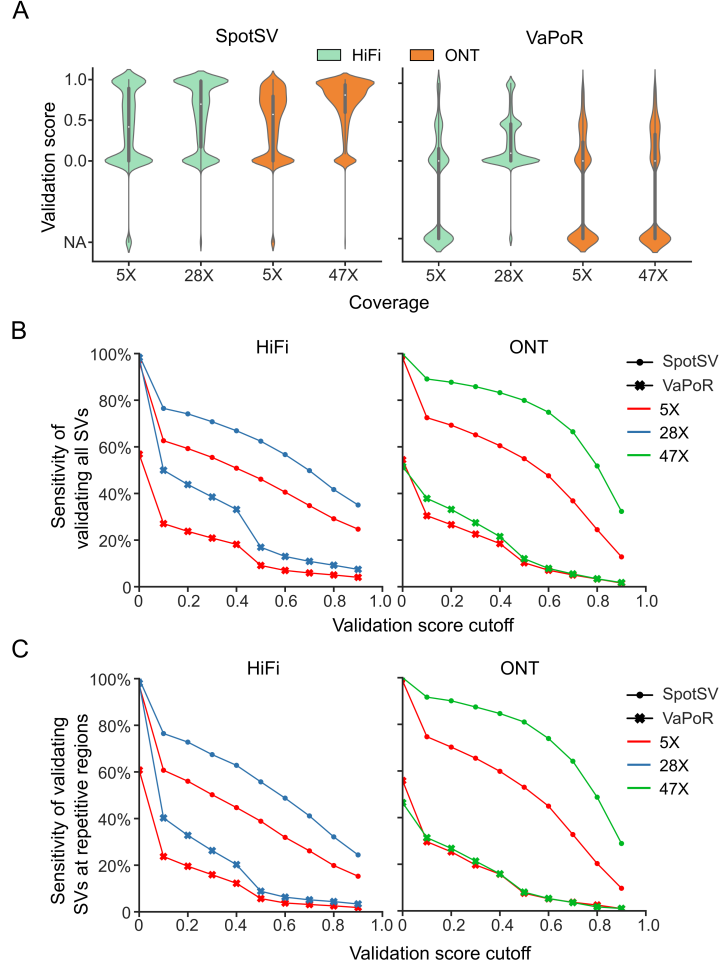 A
SpotSV
VaPoR
HiFi
ONT
Validation score
1.0
0.5
0.0
NA
5X
28X
5X
47X
5X
28X
5X
47X
Coverage
B
HiFi
ONT
Sensitivity of
validating all SVs
100%
80%
60%
40%
20%
0
0
0.2
0.4
0.6
0.8
1.0
0
0.2
0.4
0.6
0.8
1.0
SpotSV
VaPoR
5X
28X
47X
Validation score cutoff
C
HiFi
ONT
Sensitivity of validating
SVs at repetitive regions
100%
80%
60%
40%
20%
0
0
0.2
0.4
0.6
0.8
1.0
0
0.2
0.4
0.6
0.8
1.0
SpotSV
VaPoR
5X
28X
47X
Validation score cutoff